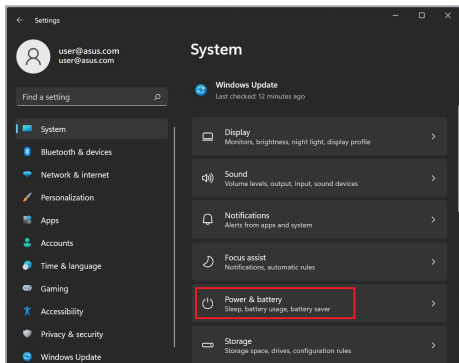 Settings
user@asus.com
user@asus.com
Find a setting
System
Bluetooth & devices
Network & internet
Personalization
Apps
Accounts
Time & language
Gaming
Accessibility
Privacy & security
Windows Update
System
Windows Update
Last checked: 12 minutes ago
Display
Monitors, brightness, night light, display profile
Sound
Volume levels, output, input, sound devices
Notifications
Alerts from apps and system
Focus assist
Notifications, automatic rules
Power & battery
Sleep, battery usage, battery saver
Storage
Storage space, drives, configuration rules